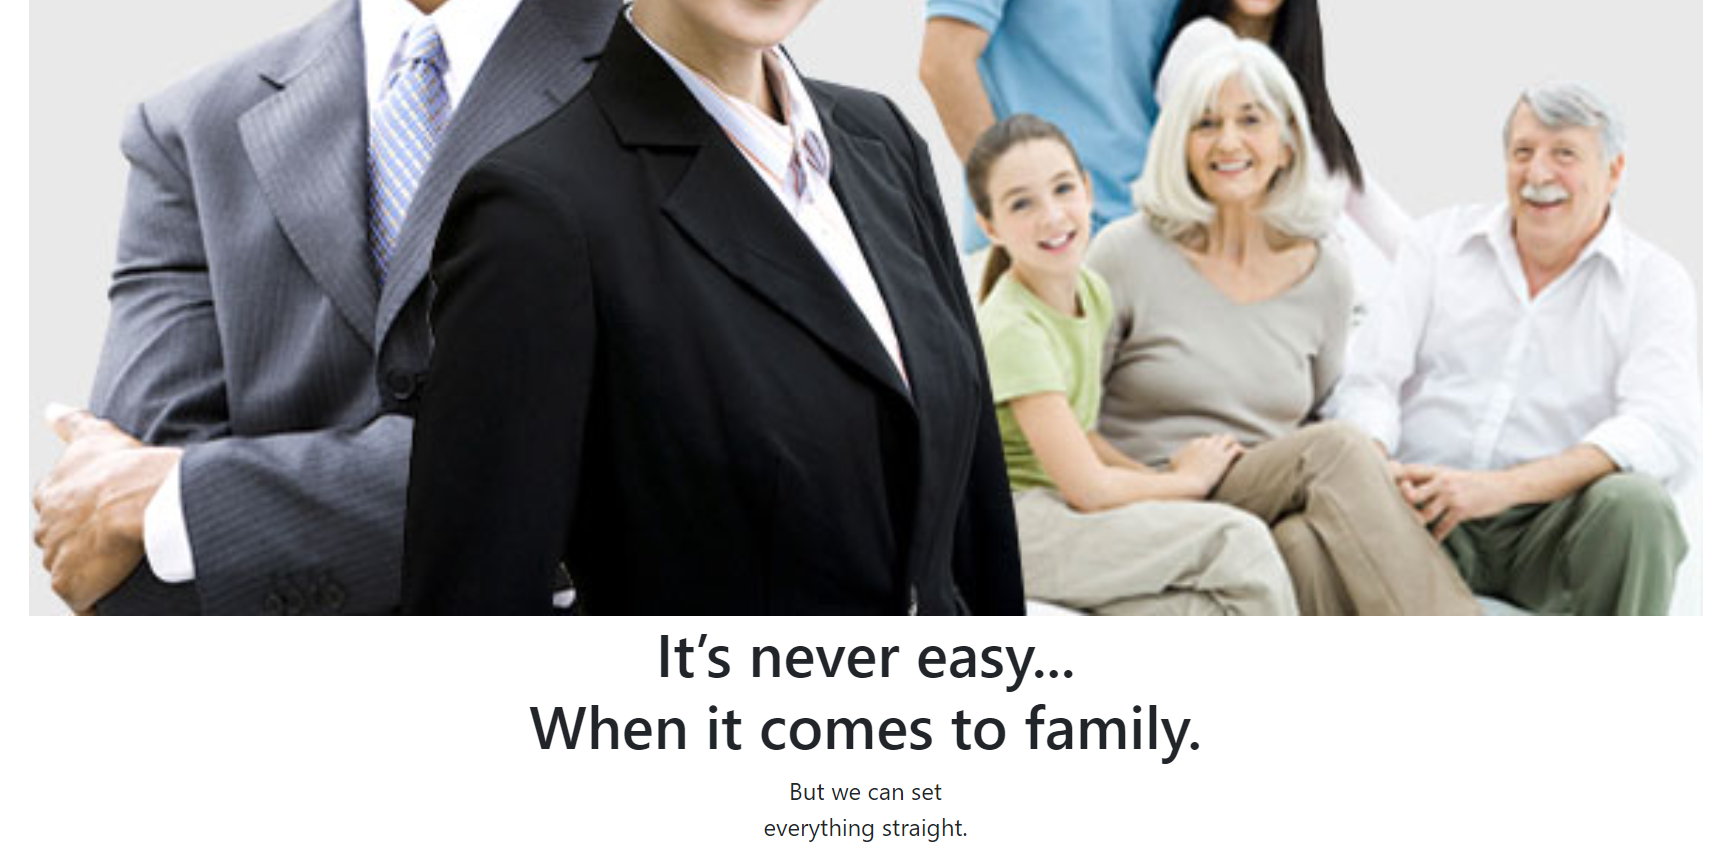 It’s never easy...
When it comes to family.
But we can set
everything straight.